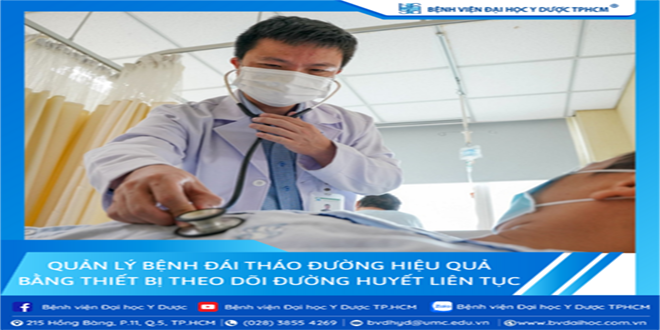 BỆNH VIỆN ĐẠI HỌC Y DƯỢC TPHCM
QUẢN LÝ BỆNH ĐÁI THÁO ĐƯỜNG HIỆU QUẢ
BẰNG THIẾT BỊ THEO DÕI ĐƯỜNG HUYẾT LIÊN TỤC
Bệnh viện Đại học Y Dược Bệnh viện Đại học Y Dược TP.HCM Zalo Bệnh viện Đại học Y Dược TPHCM
215 Hồng Bàng, P.11, Q.5, TP.HCM (028) 3855 4269 bvdhyd@umc.edu.vn www.bvdaihoc.com.vn